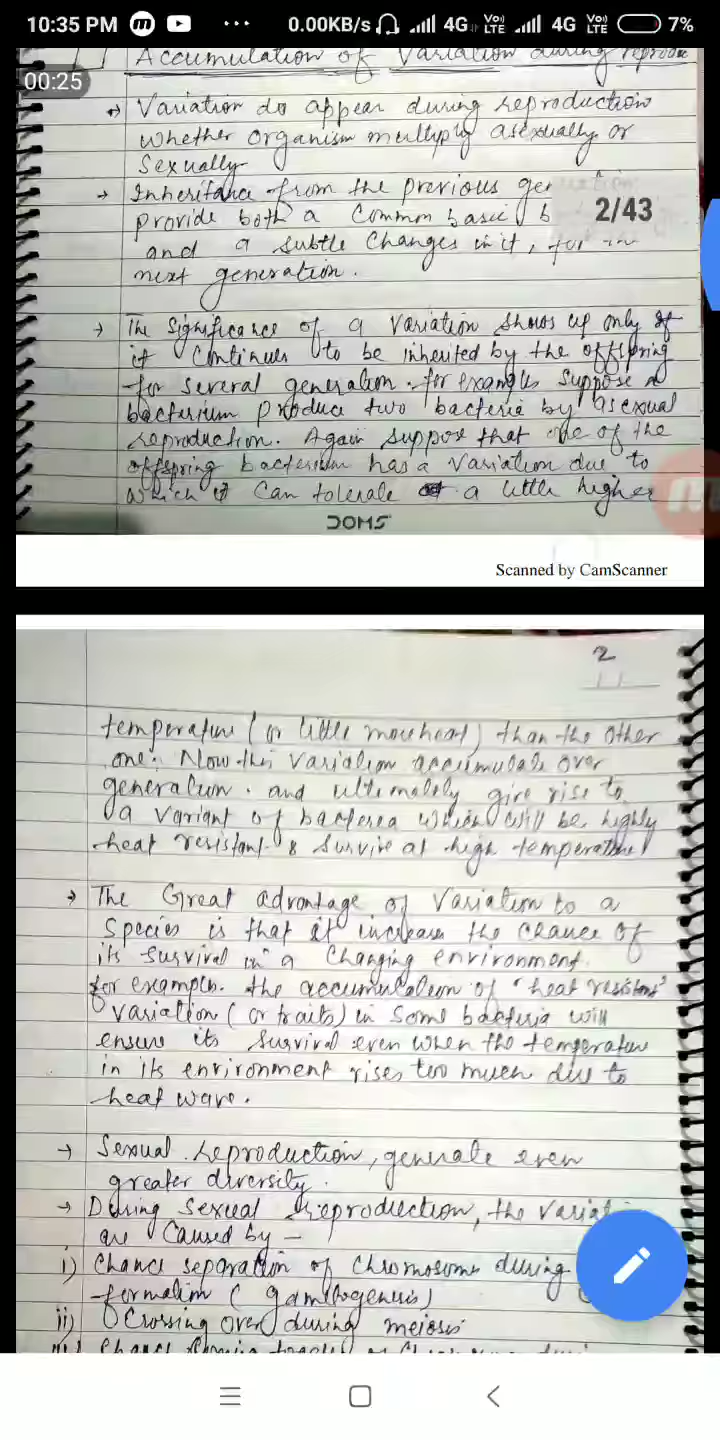 10:35 PM m ... 0.00KB/s 4G Vo) LTE 4G Vo) LTE 7%
Accumulation of Variation during reprodu
00:25
→ Variation do appear during reproduction
whether organism multiply asexually or
Sexually
→ Inheritance from the previous gen
provide both a Common basic b
2/43
and a subtle Changes in it, for
next generation.
→ The Significance of a Variation Shows up only if
it Continues to be inherited by the offspring
for several generation. for example Suppose a
bacterium produce two bacteria by asexual
reproduction. Again suppose that one of the
offspring bacterium has a Variation due to
which it Can tolerate a little higher
DOMS
Scanned by CamScanner
2
temperature (or little more heat) than the other
one. Now this Variation accumulate over
generation. and ultimately give rise to
a variant of bacteria which will be highly
heat resistant & Survive at high temperature
→ The Great advantage of Variation to a
Species is that it increase the chance of
its Survival in a Changing environment.
for example. the accumulation of "heat resistant"
Variation (or traits) in Some bacteria will
ensure its Survival even when the temperature
in its environment rises too much due to
heat wave.
→ Sexual reproduction, generate even
greater diversity.
→ During Sexual reproduction, the Variat
are Caused by —
i) Chance separation of Chromosome during
formation (gametogenesis)
ii) Crossing over during meiosis
iii) Chance